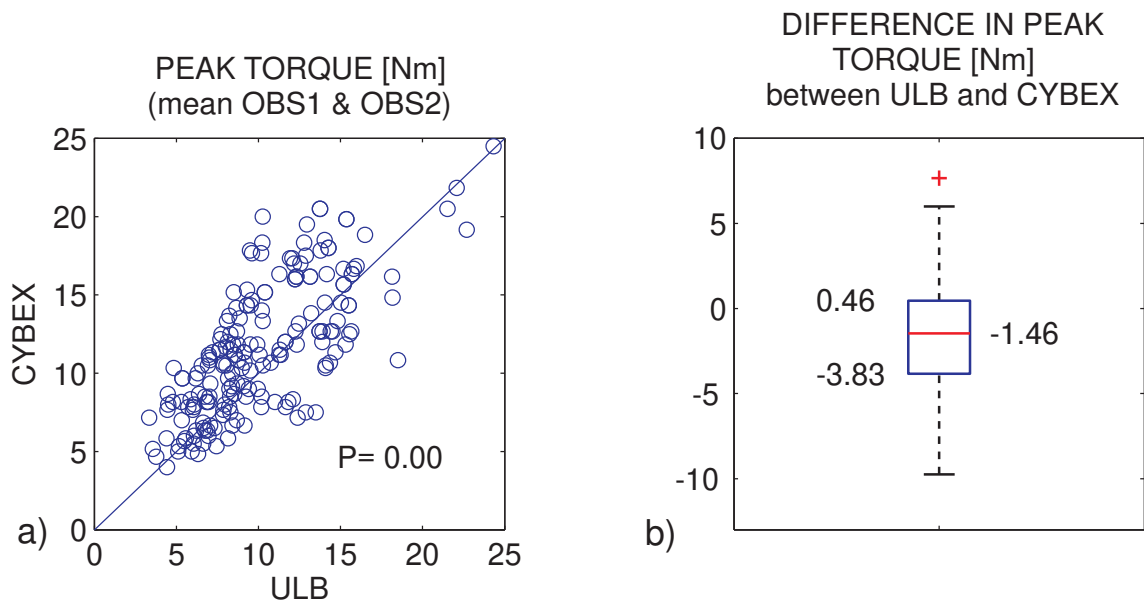 PEAK TORQUE [Nm]
(mean OBS1 & OBS2)
25
20
15
10
5
0
CYBEX
P= 0.00
0 5 10 15 20 25
ULB
a)
DIFFERENCE IN PEAK
TORQUE [Nm]
between ULB and CYBEX
10
5
0
-5
-10
0.46
-1.46
-3.83
b)